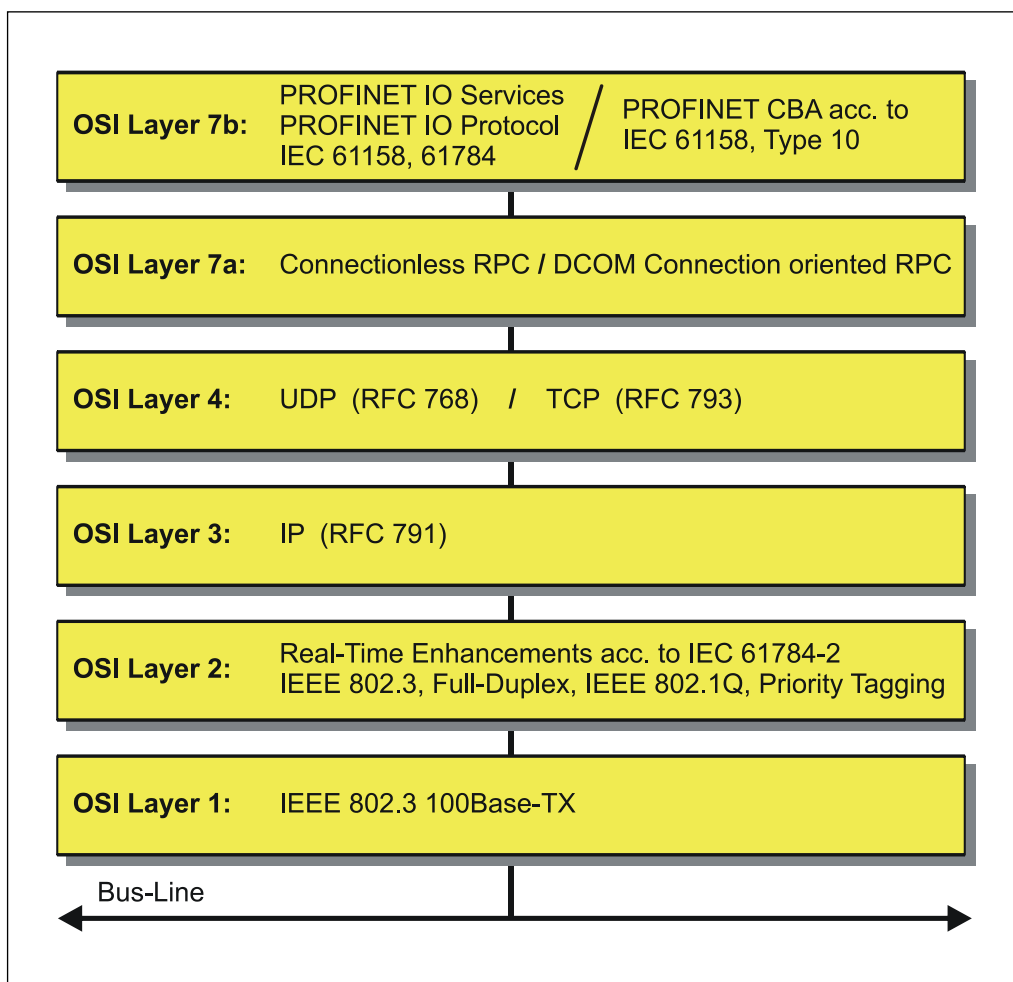 OSI Layer 7b:
PROFINET IO Services
PROFINET IO Protocol
IEC 61158, 61784
/
PROFINET CBA acc. to
IEC 61158, Type 10
OSI Layer 7a: Connectionless RPC / DCOM Connection oriented RPC
OSI Layer 4: UDP (RFC 768) / TCP (RFC 793)
OSI Layer 3: IP (RFC 791)
OSI Layer 2:
Real-Time Enhancements acc. to IEC 61784-2
IEEE 802.3, Full-Duplex, IEEE 802.1Q, Priority Tagging
OSI Layer 1: IEEE 802.3 100Base-TX
Bus-Line